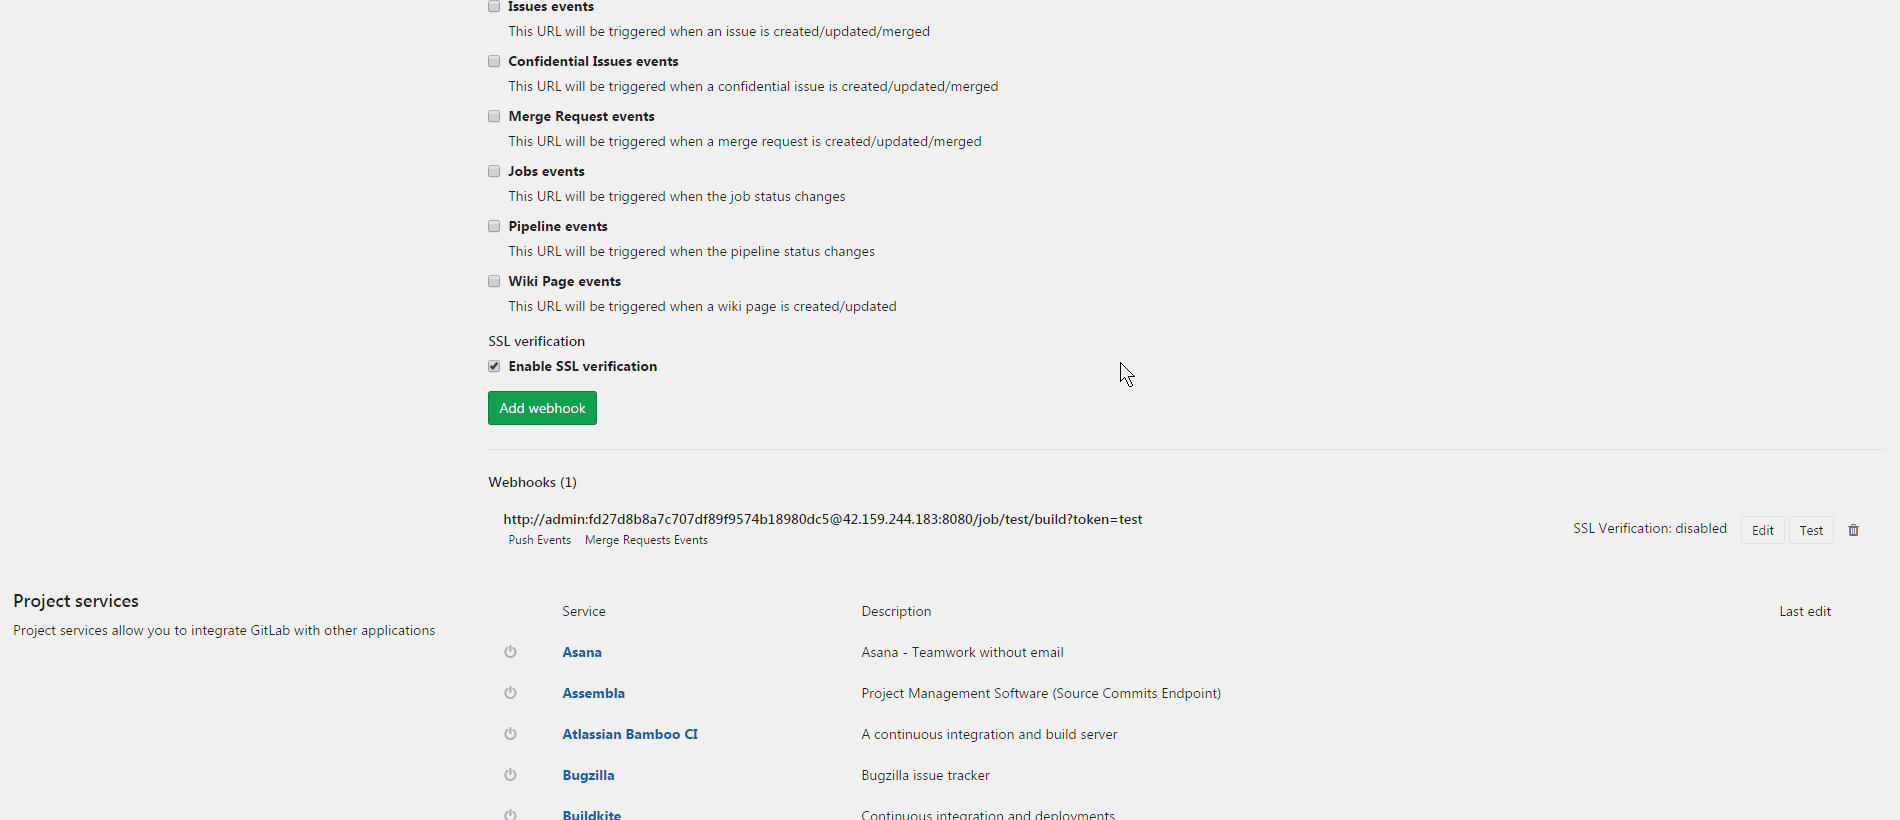 Issues events
This URL will be triggered when an issue is created/updated/merged
Confidential Issues events
This URL will be triggered when a confidential issue is created/updated/merged
Merge Request events
This URL will be triggered when a merge request is created/updated/merged
Jobs events
This URL will be triggered when the job status changes
Pipeline events
This URL will be triggered when the pipeline status changes
Wiki Page events
This URL will be triggered when a wiki page is created/updated
SSL verification
Enable SSL verification
Add webhook
Webhooks (1)
http://admin:fd27d8b8a7c707df89f9574b18980dc5@42.159.244.183:8080/job/test/build?token=test
Push Events Merge Requests Events
SSL Verification: disabled Edit Test
Project services
Project services allow you to integrate GitLab with other applications
Service Description Last edit
Asana Asana - Teamwork without email
Assembla Project Management Software (Source Commits Endpoint)
Atlassian Bamboo CI A continuous integration and build server
Bugzilla Bugzilla issue tracker
Buildkite Continuous integration and deployments